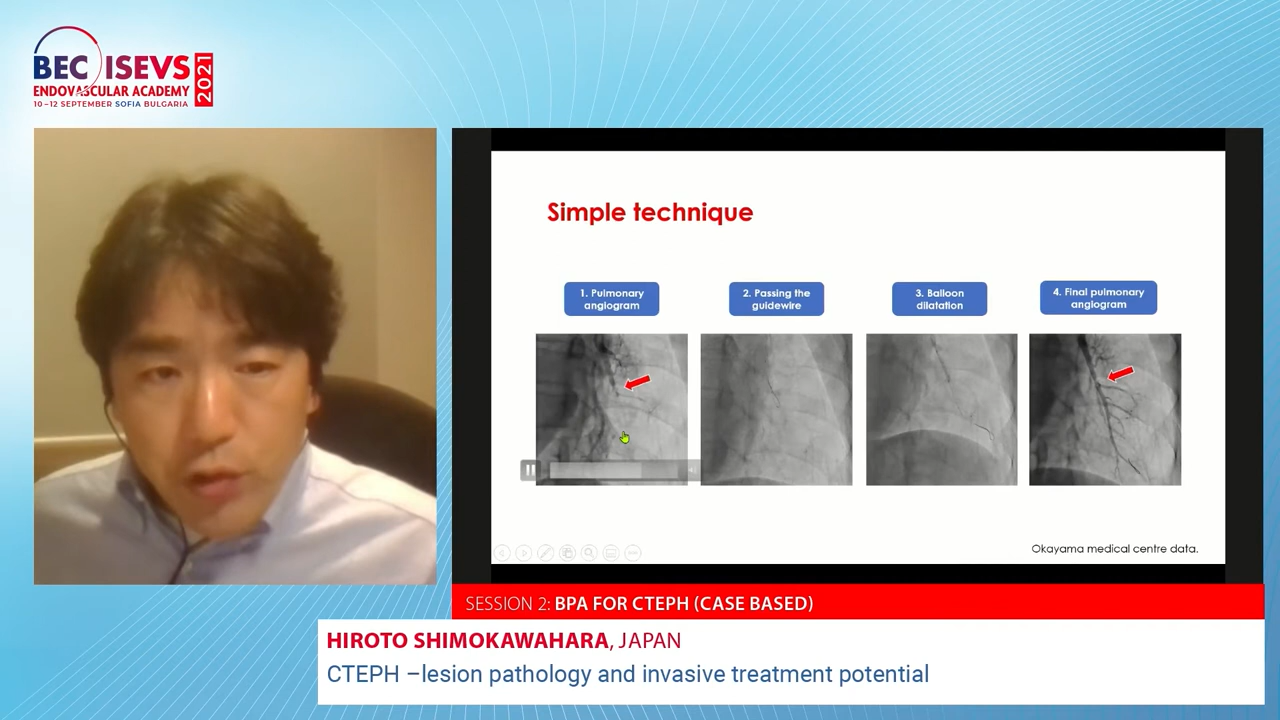 BEC ISEVS
2021
ENDOVASCULAR ACADEMY
10–12 SEPTEMBER SOFIA BULGARIA
Simple technique
1. Pulmonary
angiogram
2. Passing the
guidewire
3. Balloon
dilatation
4. Final pulmonary
angiogram
Okayama medical centre data.
SESSION 2: BPA FOR CTEPH (CASE BASED)
HIROTO SHIMOKAWAHARA, JAPAN
CTEPH –lesion pathology and invasive treatment potential